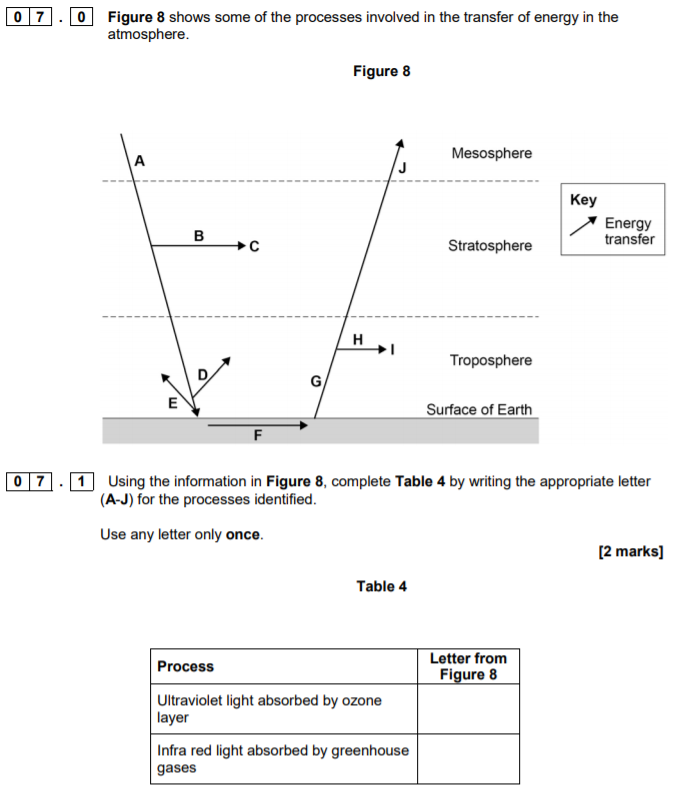 0 7 . 0 Figure 8 shows some of the processes involved in the transfer of energy in the
atmosphere.
Figure 8
A
J
Mesosphere
Key
Energy
transfer
B
C
Stratosphere
H
I
Troposphere
D
G
E
Surface of Earth
F
0 7 . 1 Using the information in Figure 8, complete Table 4 by writing the appropriate letter
(A-J) for the processes identified.
Use any letter only once.
[2 marks]
Table 4
Process
Letter from
Figure 8
Ultraviolet light absorbed by ozone
layer
Infra red light absorbed by greenhouse
gases